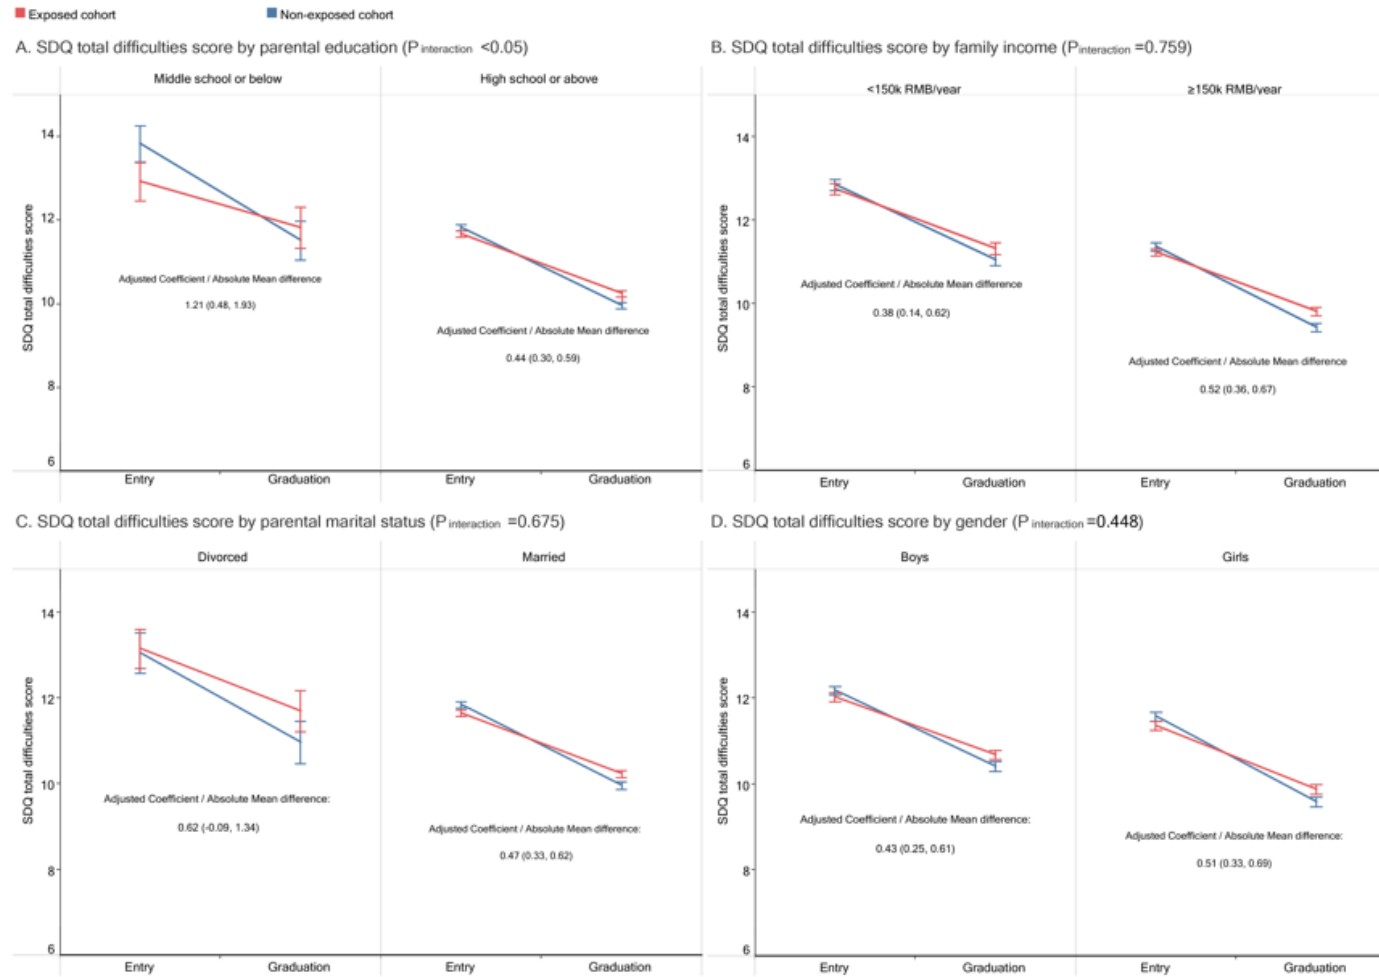 Exposed cohort
Non-exposed cohort
A. SDQ total difficulties score by parental education (P interaction <0.05)
Middle school or below
High school or above
SDQ total difficulties score
14
12
10
8
6
Adjusted Coefficient / Absolute Mean difference
1.21 (0.48, 1.93)
Adjusted Coefficient / Absolute Mean difference
0.44 (0.30, 0.59)
Entry
Graduation
Entry
Graduation
B. SDQ total difficulties score by family income (P interaction =0.759)
<150k RMB/year
≥150k RMB/year
SDQ total difficulties score
14
12
10
8
6
Adjusted Coefficient / Absolute Mean difference
0.38 (0.14, 0.62)
Adjusted Coefficient / Absolute Mean difference
0.52 (0.36, 0.67)
Entry
Graduation
Entry
Graduation
C. SDQ total difficulties score by parental marital status (P interaction =0.675)
Divorced
Married
SDQ total difficulties score
14
12
10
8
6
Adjusted Coefficient / Absolute Mean difference:
0.62 (-0.09, 1.34)
Adjusted Coefficient / Absolute Mean difference:
0.47 (0.33, 0.62)
Entry
Graduation
Entry
Graduation
D. SDQ total difficulties score by gender (P interaction =0.448)
Boys
Girls
SDQ total difficulties score
14
12
10
8
6
Adjusted Coefficient / Absolute Mean difference:
0.43 (0.25, 0.61)
Adjusted Coefficient / Absolute Mean difference:
0.51 (0.33, 0.69)
Entry
Graduation
Entry
Graduation